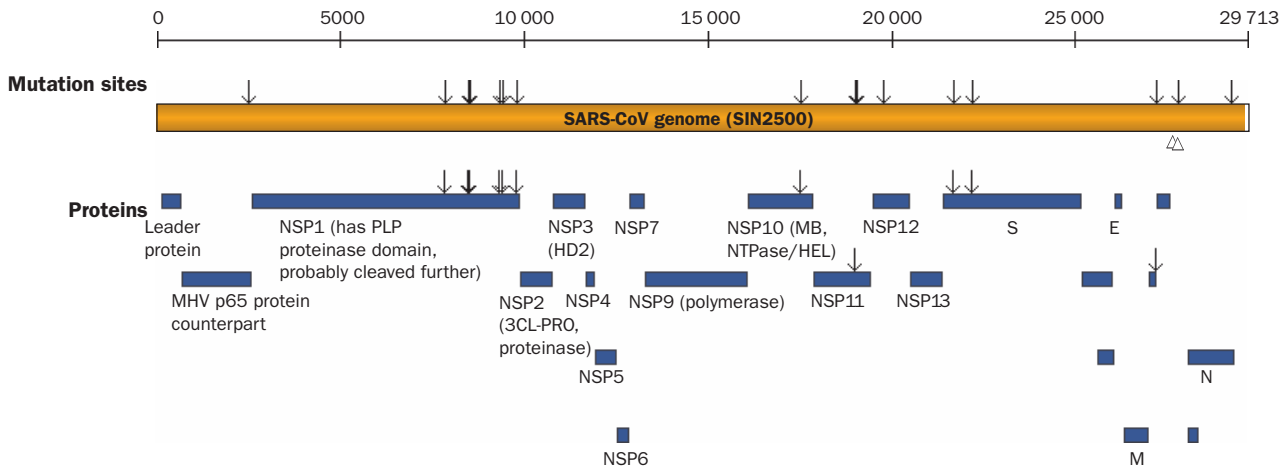 0 5000 10 000 15 000 20 000 25 000 29 713
Mutation sites
SARS-CoV genome (SIN2500)
Proteins
Leader
protein
NSP1 (has PLP
proteinase domain,
probably cleaved further)
NSP3
(HD2)
NSP7
NSP10 (MB,
NTPase/HEL)
NSP12
S
E
MHV p65 protein
counterpart
NSP2
(3CL-PRO,
proteinase)
NSP4
NSP9 (polymerase)
NSP11
NSP13
NSP5
N
NSP6
M